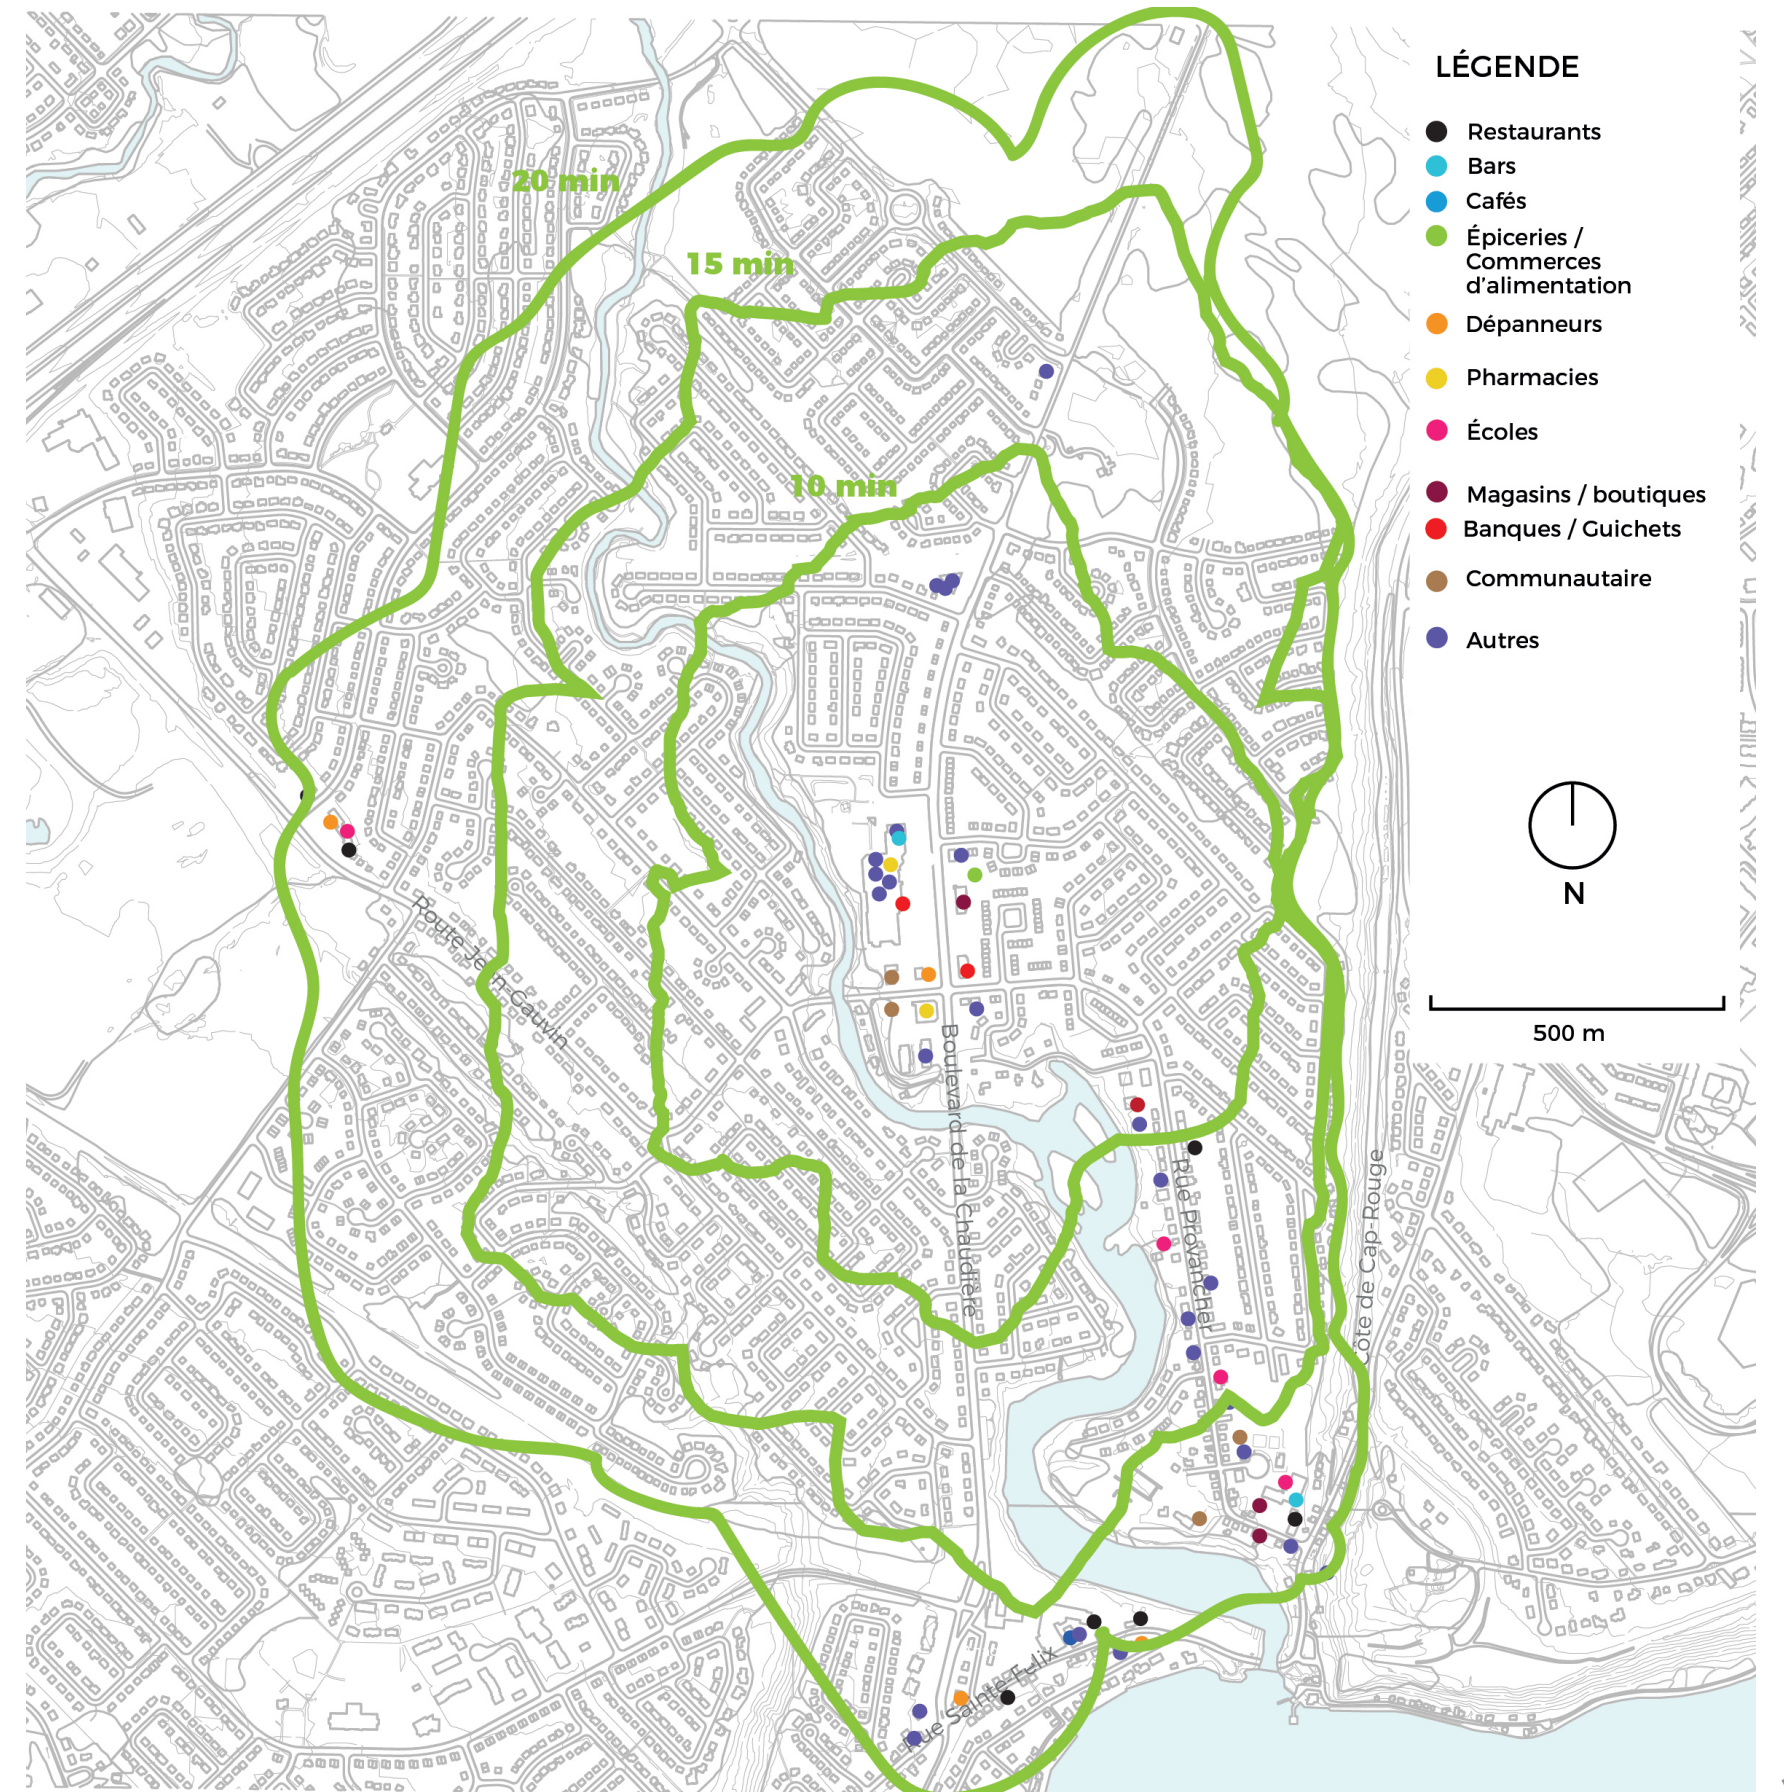 LÉGENDE
Restaurants
Bars
Cafés
Épiceries /
Commerces
d'alimentation
Dépanneurs
Pharmacies
Écoles
Magasins / boutiques
Banques / Guichets
Communautaire
Autres
N
500 m
20 min
15 min
10 min
Route Jean-Gauvin
Boulevard de la Chaudière
Rue Provancher
Côte de Cap-Rouge
Rue Sainte-Felix